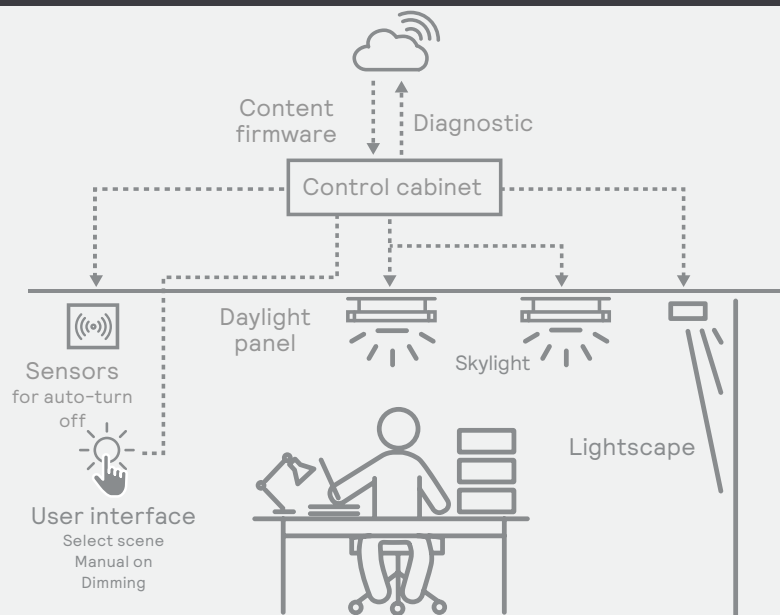 Content
firmware
Diagnostic
Control cabinet
Daylight
panel
Skylight
Sensors
for auto-turn
off
Lightscape
User interface
Select scene
Manual on
Dimming